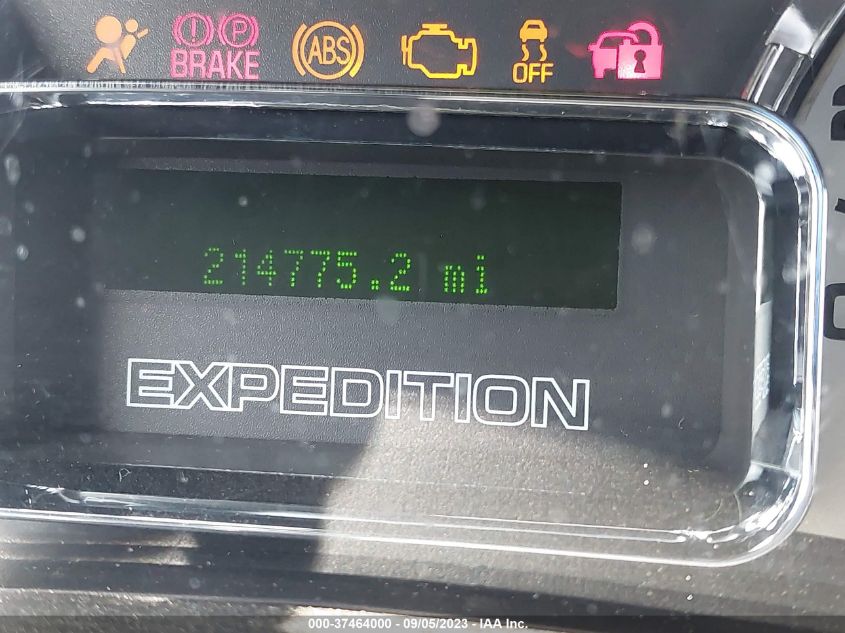 BRAKE
ABS
OFF
214775.2 mi
EXPEDITION
000-37464000 - 09/05/2023 - IAA Inc.